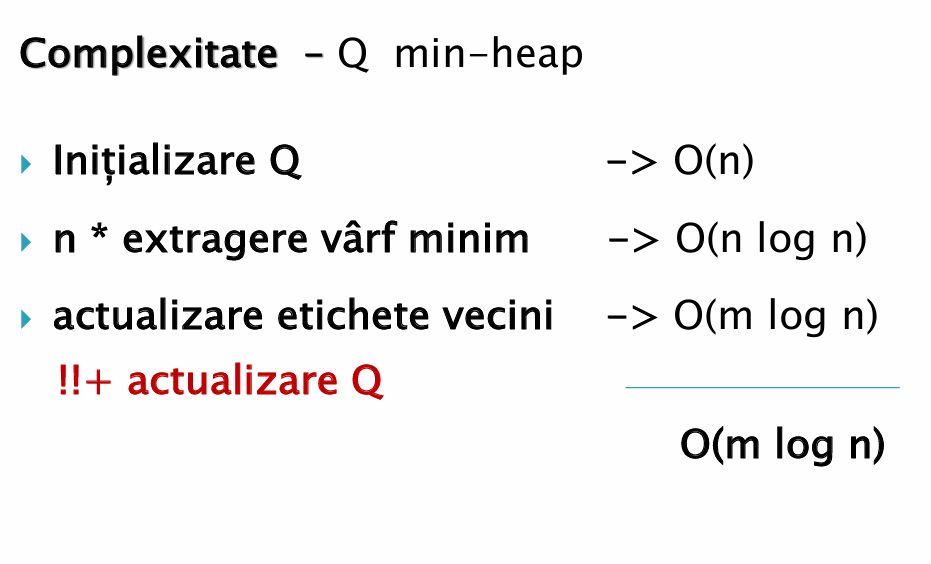 Complexitate – Q min-heap
Inițializare Q -> O(n)
n * extragere vârf minim -> O(n log n)
actualizare etichete vecini -> O(m log n)
!!+ actualizare Q
O(m log n)